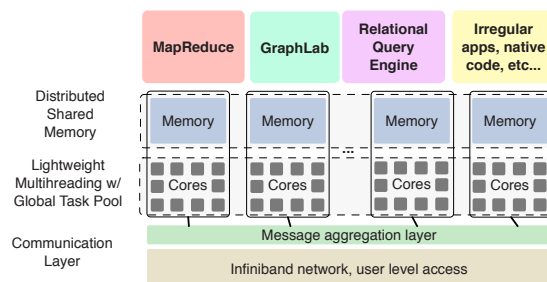 MapReduce
GraphLab
Relational
Query
Engine
Irregular
apps, native
code, etc...
Distributed
Shared
Memory
Memory
Memory
Memory
Memory
...
Lightweight
Multithreading w/
Global Task Pool
Cores
Cores
Cores
Cores
Communication
Layer
Message aggregation layer
Infiniband network, user level access